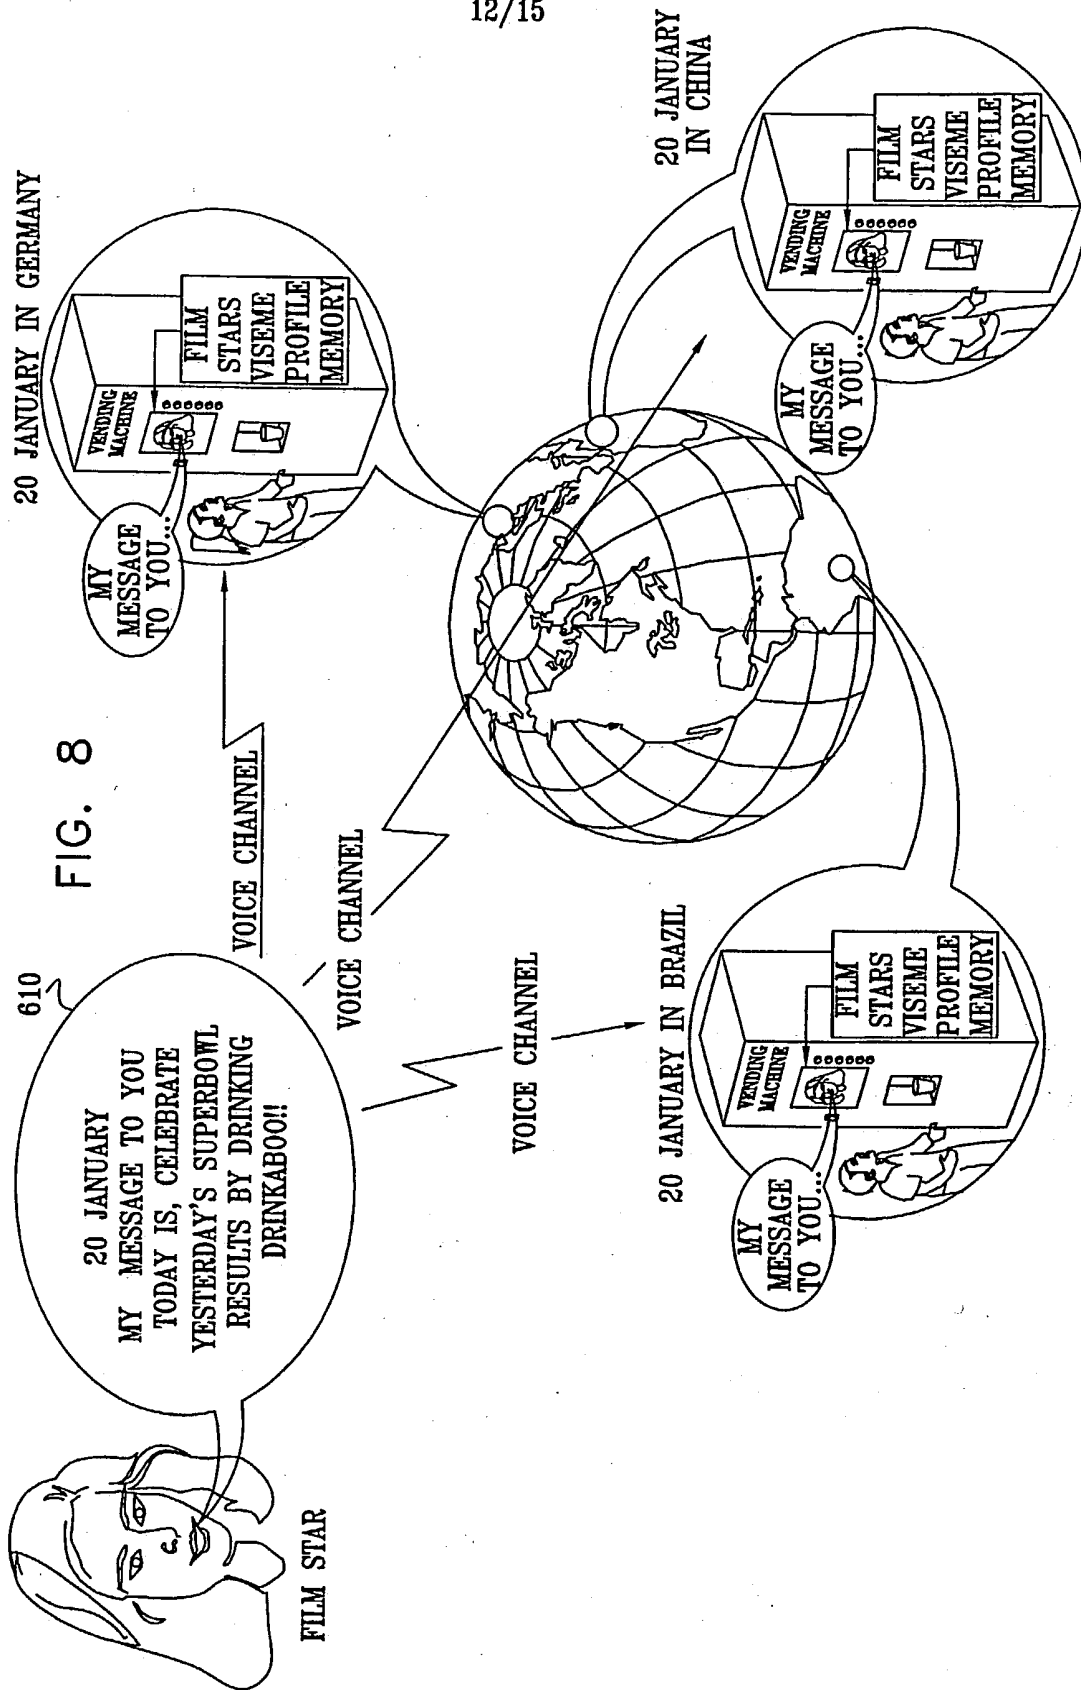 12/15
FIG. 8
610
20 JANUARY
MY MESSAGE TO YOU
TODAY IS, CELEBRATE
YESTERDAY'S SUPERBOWL
RESULTS BY DRINKING
DRINKABOO!!
FILM STAR
VOICE CHANNEL
VOICE CHANNEL
VOICE CHANNEL
20 JANUARY IN GERMANY
MY
MESSAGE
TO YOU...
VENDING
MACHINE
FILM
STARS
VISEME
PROFILE
MEMORY
20 JANUARY
IN CHINA
MY
MESSAGE
TO YOU...
VENDING
MACHINE
FILM
STARS
VISEME
PROFILE
MEMORY
20 JANUARY IN BRAZIL
MY
MESSAGE
TO YOU...
VENDING
MACHINE
FILM
STARS
VISEME
PROFILE
MEMORY